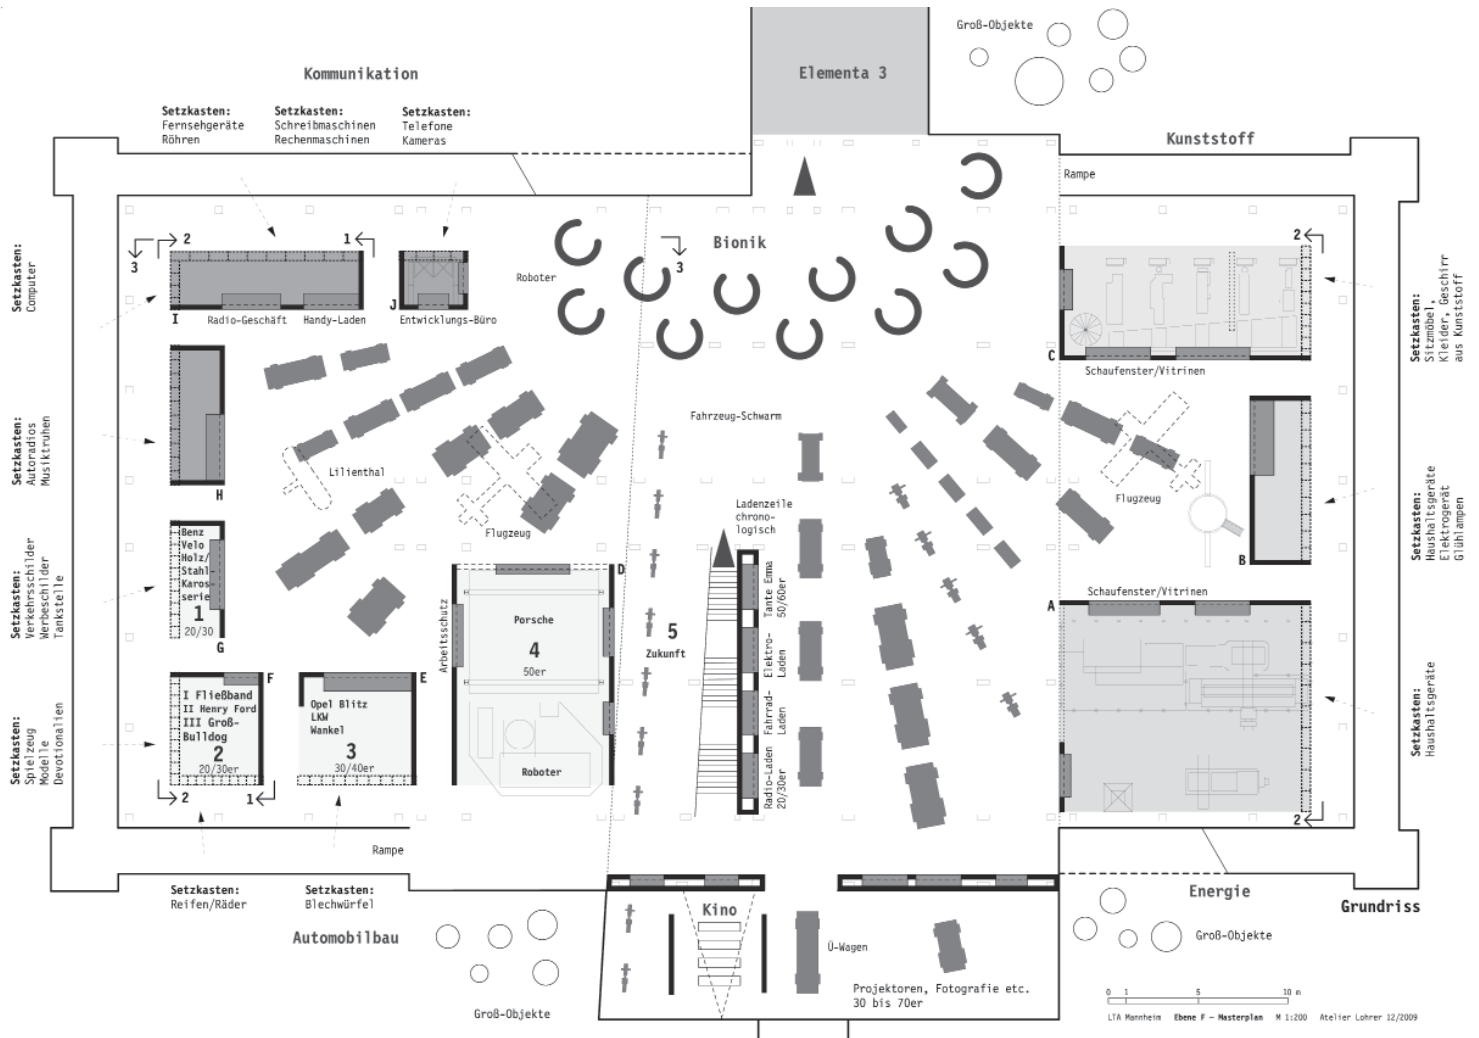 Groß-Objekte
Elementa 3
Kommunikation
Setzkasten:
Fernsehgeräte
Röhren
Setzkasten:
Schreibmaschinen
Rechenmaschinen
Setzkasten:
Telefone
Kameras
Kunststoff
Rampe
Setzkasten:
Computer
3
2
1
I
Radio-Geschäft
Handy-Laden
J
Entwicklungs-Büro
Roboter
3
Bionik
2
C
Schaufenster/Vitrinen
Setzkasten:
Sitzmöbel,
Kleider, Geschirr
aus Kunststoff
Setzkasten:
Autoradios
Musiktruhen
H
Lilienthal
Flugzeug
Fahrzeug-Schwarm
Ladenzeile
chrono-
logisch
Flugzeug
B
Setzkasten:
Haushaltsgeräte
Elektrogerät
Glühlampen
Setzkasten:
Verkehrsschilder
Werbeschilder
Tankstelle
Benz
Velo
Holz/
Stahl
Karos
serie
1
20/30
G
Arbeitsschutz
D
Porsche
4
50er
Roboter
5
Zukunft
Tante Emma
50/60er
Elektro-
Laden
Fahrrad-
Laden
Radio-Laden
20/30er
A
Schaufenster/Vitrinen
Setzkasten:
Haushaltsgeräte
2
Setzkasten:
Spielzeug
Modelle
Devotionalien
F
I Fließband
II Henry Ford
III Groß-
Bulldog
2
20/30er
2
1
E
Opel Blitz
LKW
Wankel
3
30/40er
Rampe
Setzkasten:
Reifen/Räder
Setzkasten:
Blechwürfel
Automobilbau
Groß-Objekte
Kino
Ü-Wagen
Projektoren, Fotografie etc.
30 bis 70er
Energie
Groß-Objekte
Grundriss
0 1 5 10 m
LTA Mannheim Ebene F – Masterplan M 1:200 Atelier Lohrer 12/2009